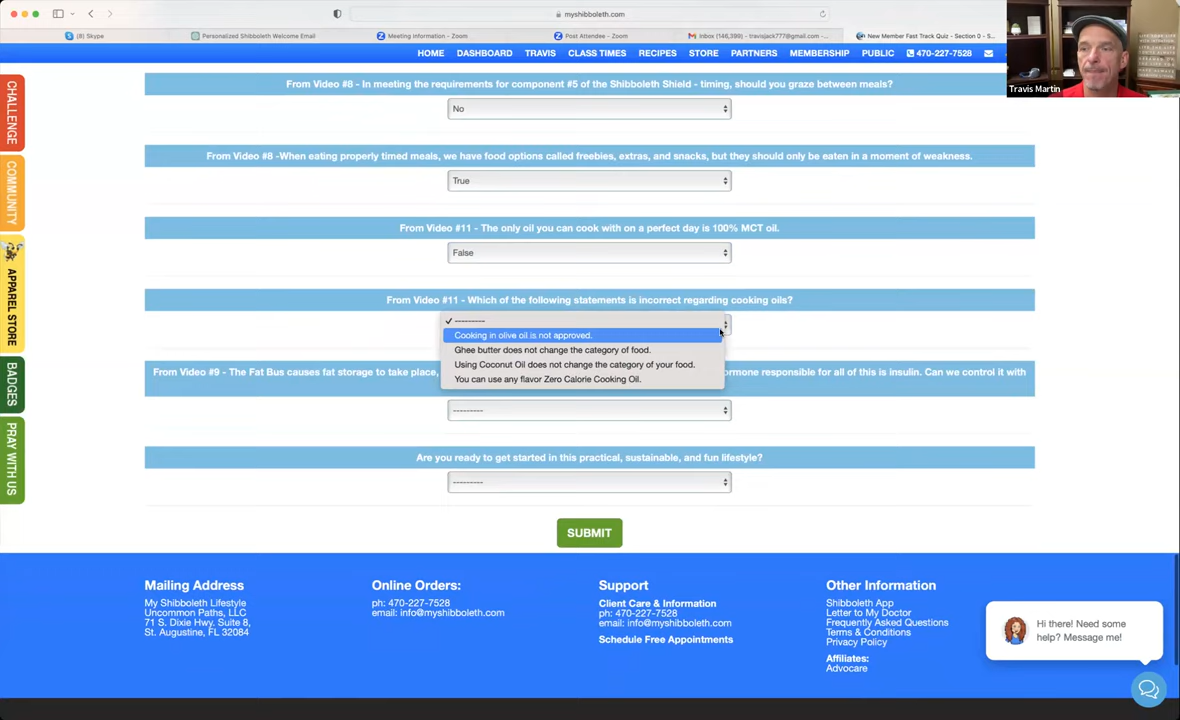 myshibboleth.com
(8) Skype
Personalized Shibboleth Welcome Email
Meeting Information - Zoom
Post Attendee - Zoom
Inbox (146,399) - travisjack777@gmail.com -...
New Member Fast Track Quiz - Section 0 - S...
HOME DASHBOARD TRAVIS CLASS TIMES RECIPES STORE PARTNERS MEMBERSHIP PUBLIC 470-227-7528
Travis Martin
CHALLENGE
COMMUNITY
APPAREL STORE
BADGES
PRAY WITH US
From Video #8 - In meeting the requirements for component #5 of the Shibboleth Shield - timing, should you graze between meals?
No
From Video #8 -When eating properly timed meals, we have food options called freebies, extras, and snacks, but they should only be eaten in a moment of weakness.
True
From Video #11 - The only oil you can cook with on a perfect day is 100% MCT oil.
False
From Video #11 - Which of the following statements is incorrect regarding cooking oils?
✓ ---------
Cooking in olive oil is not approved.
Ghee butter does not change the category of food.
Using Coconut Oil does not change the category of your food.
You can use any flavor Zero Calorie Cooking Oil.
From Video #9 - The Fat Bus causes fat storage to take place, ormone responsible for all of this is insulin. Can we control it with
---------
Are you ready to get started in this practical, sustainable, and fun lifestyle?
---------
SUBMIT
Mailing Address
My Shibboleth Lifestyle
Uncommon Paths, LLC
71 S. Dixie Hwy. Suite 8,
St. Augustine, FL 32084
Online Orders:
ph: 470-227-7528
email: info@myshibboleth.com
Support
Client Care & Information
ph: 470-227-7528
email: info@myshibboleth.com
Schedule Free Appointments
Other Information
Shibboleth App
Letter to My Doctor
Frequently Asked Questions
Terms & Conditions
Privacy Policy
Affiliates:
Advocare
Hi there! Need some
help? Message me!